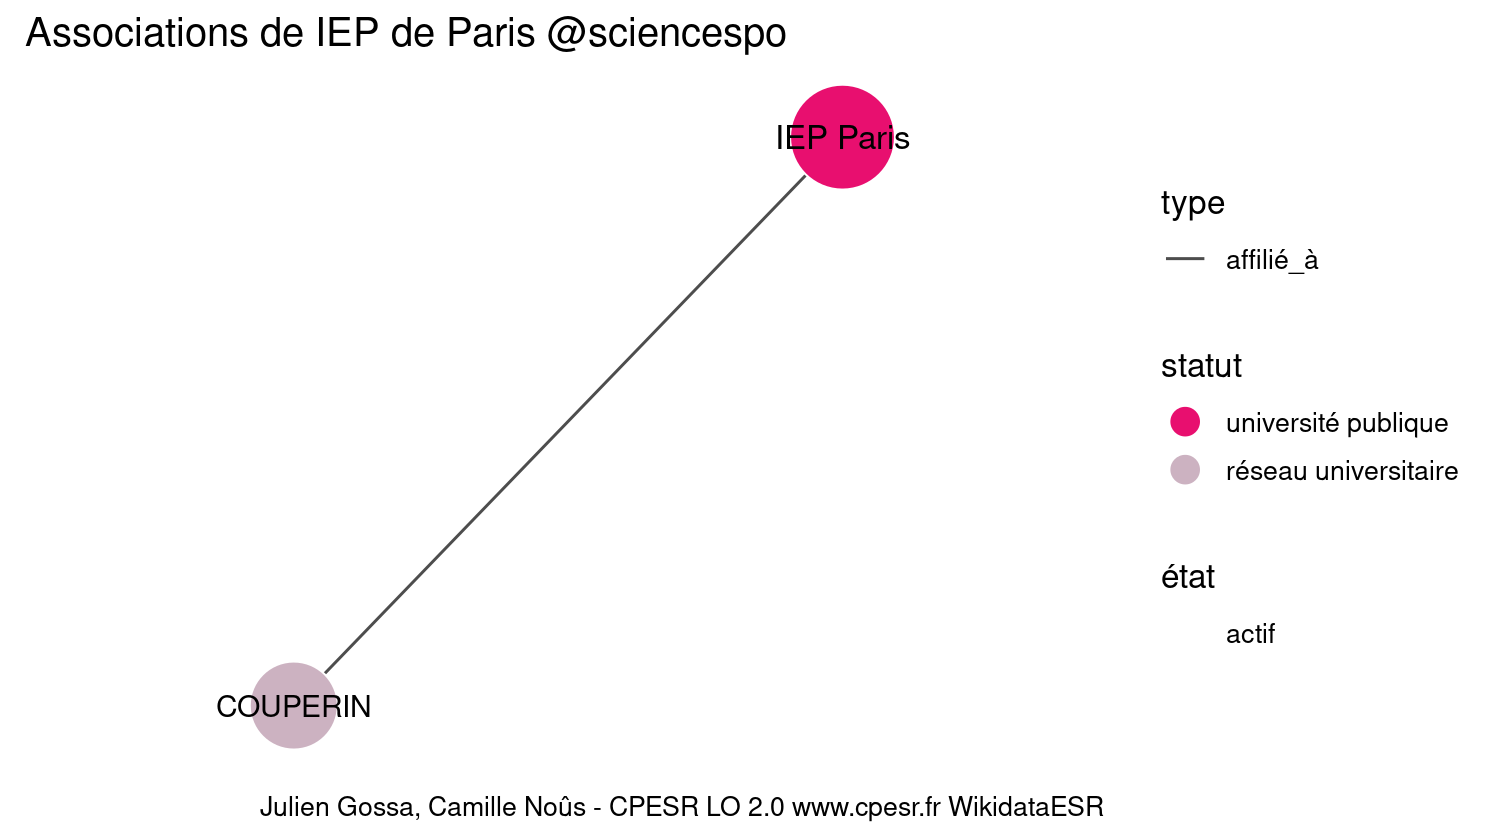 Associations de IEP de Paris @sciencespo
IEP Paris
COUPERIN
type
affilié_à
statut
université publique
réseau universitaire
état
actif
Julien Gossa, Camille Noûs - CPESR LO 2.0 www.cpesr.fr WikidataESR